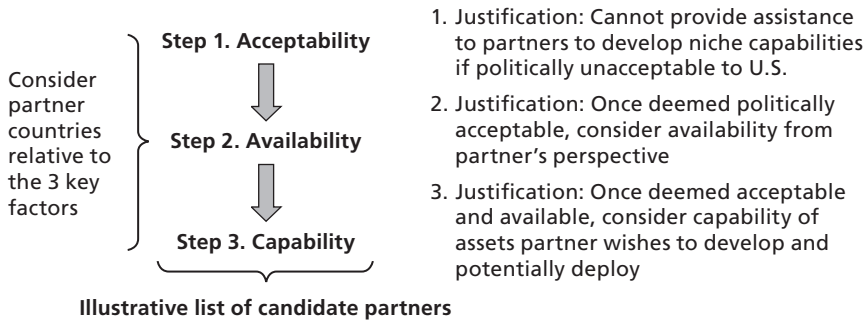 Consider
partner
countries
relative to
the 3 key
factors
Step 1. Acceptability
Step 2. Availability
Step 3. Capability
Illustrative list of candidate partners
1. Justification: Cannot provide assistance
to partners to develop niche capabilities
if politically unacceptable to U.S.
2. Justification: Once deemed politically
acceptable, consider availability from
partner’s perspective
3. Justification: Once deemed acceptable
and available, consider capability of
assets partner wishes to develop and
potentially deploy